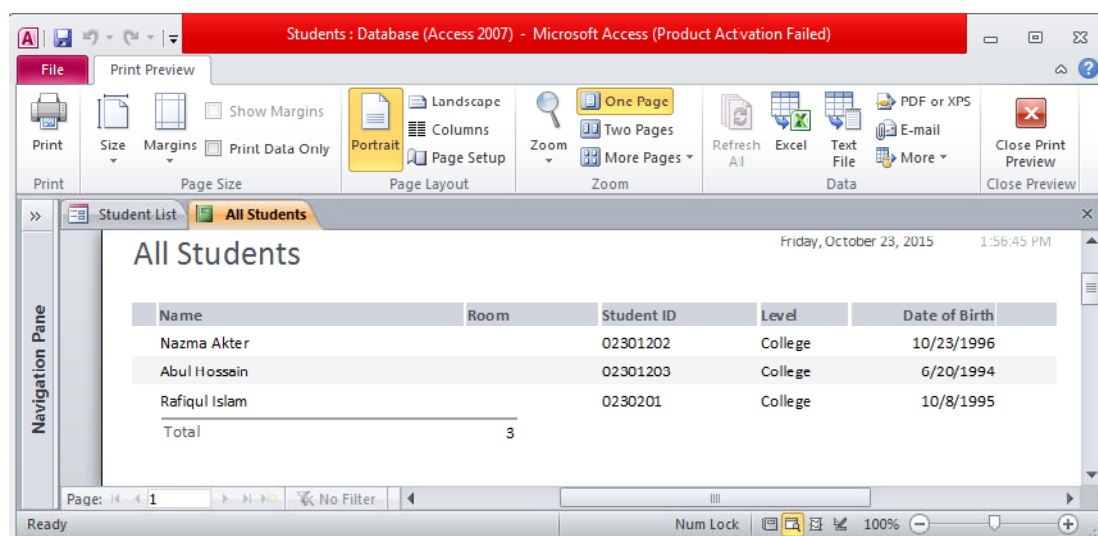 Students : Database (Access 2007) - Microsoft Access (Product Activation Failed)
File Print Preview
Print Size Margins Show Margins Print Data Only Portrait Landscape Columns Page Setup Zoom One Page Two Pages More Pages Refresh All Excel Text File PDF or XPS E-mail More Close Print Preview
Print Page Size Page Layout Zoom Data Close Preview
Student List All Students
Navigation Pane
All Students Friday, October 23, 2015 1:56:45 PM
Name Room Student ID Level Date of Birth
Nazma Akter 02301202 College 10/23/1996
Abul Hossain 02301203 College 6/20/1994
Rafiqul Islam 0230201 College 10/8/1995
Total 3
Page: 1 No Filter
Ready Num Lock 100%